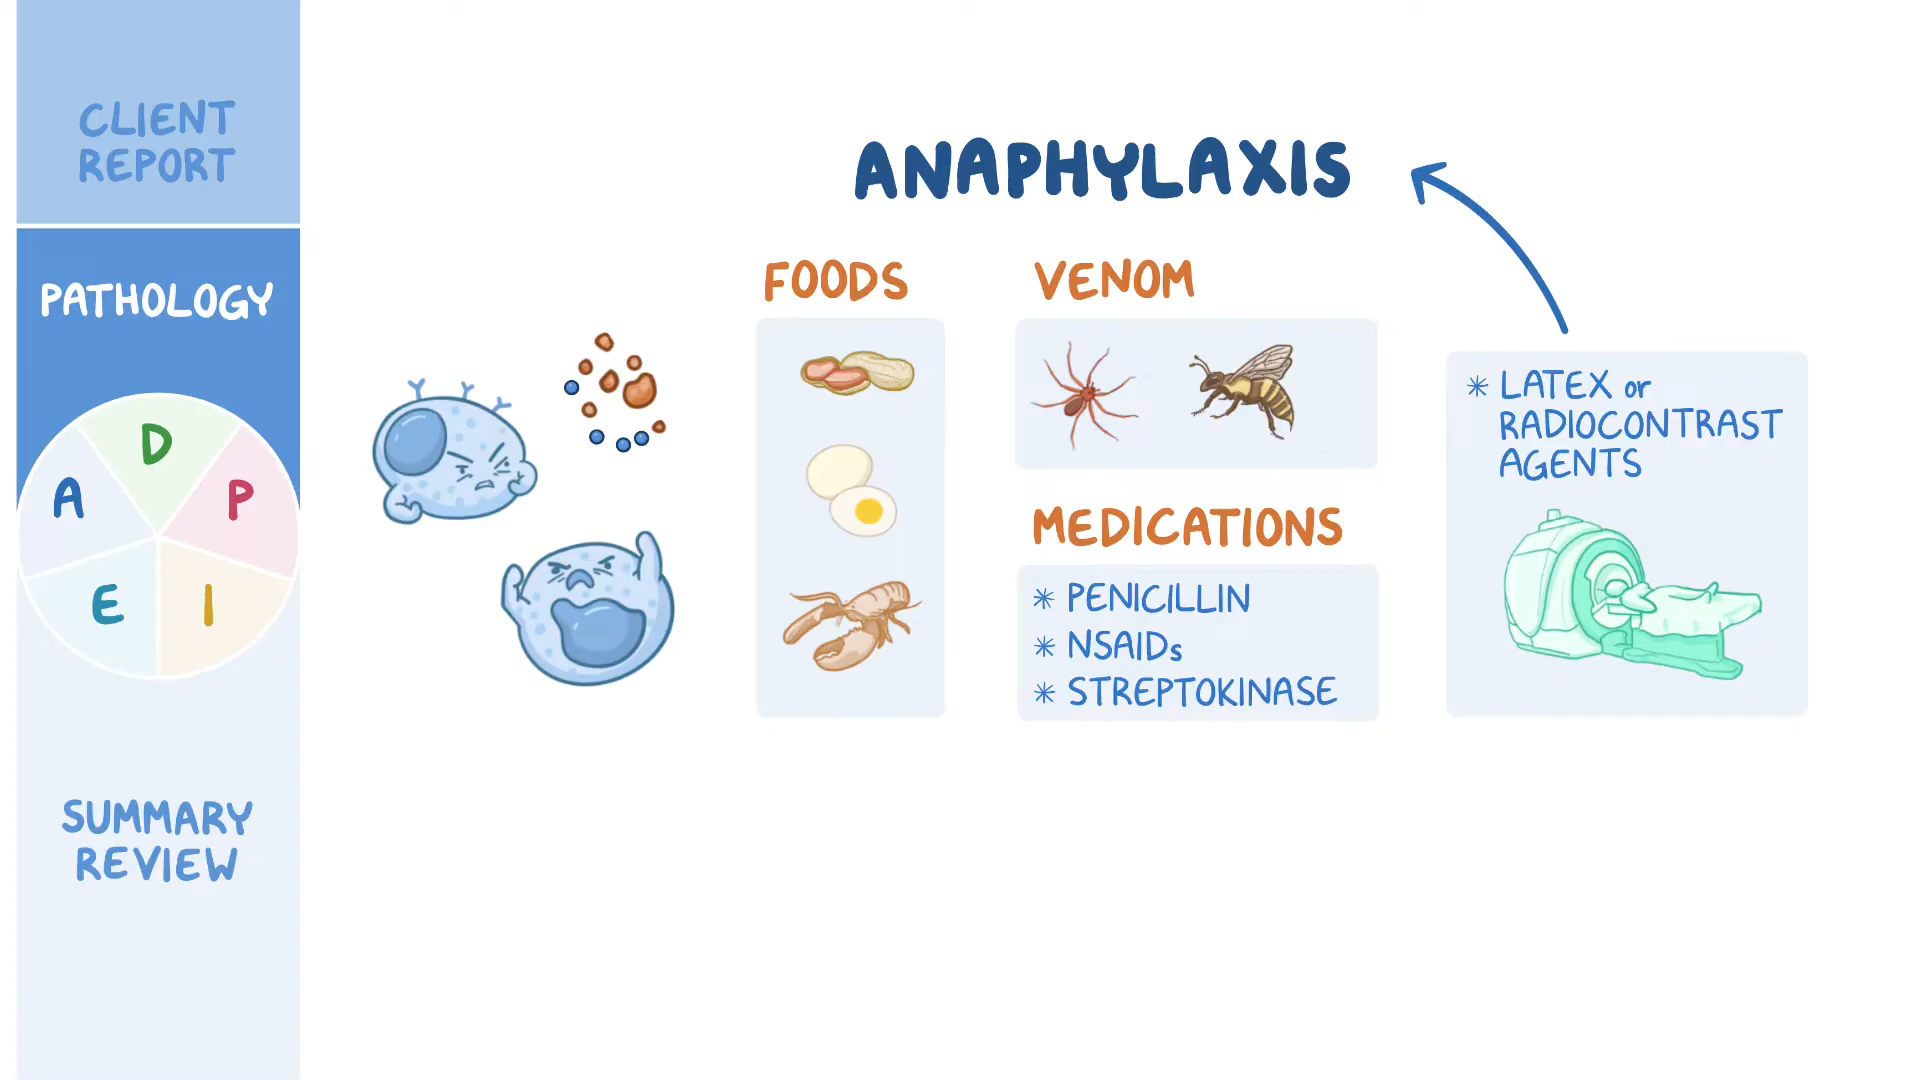 CLIENT
REPORT
PATHOLOGY
A
D
P
E
I
SUMMARY
REVIEW
ANAPHYLAXIS
FOODS
VENOM
MEDICATIONS
* PENICILLIN
* NSAIDs
* STREPTOKINASE
* LATEX or
RADIOCONTRAST
AGENTS